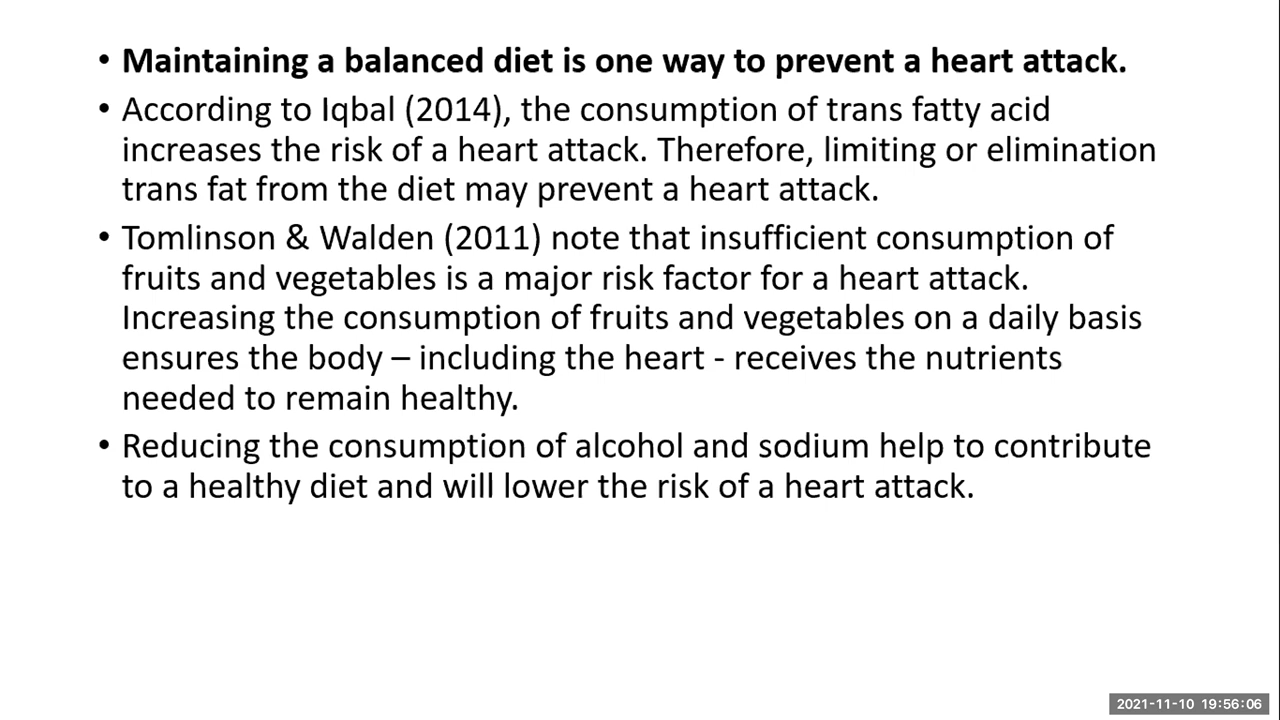 • Maintaining a balanced diet is one way to prevent a heart attack.
• According to Iqbal (2014), the consumption of trans fatty acid
increases the risk of a heart attack. Therefore, limiting or elimination
trans fat from the diet may prevent a heart attack.
• Tomlinson & Walden (2011) note that insufficient consumption of
fruits and vegetables is a major risk factor for a heart attack.
Increasing the consumption of fruits and vegetables on a daily basis
ensures the body – including the heart - receives the nutrients
needed to remain healthy.
• Reducing the consumption of alcohol and sodium help to contribute
to a healthy diet and will lower the risk of a heart attack.
2021-11-10 19:56:06